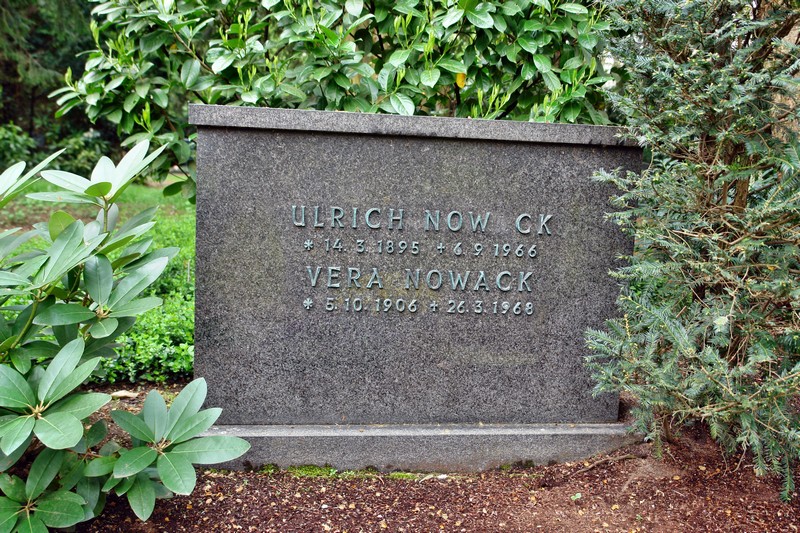 ULRICH NOW CK
* 14.3.1895 + 6.9.1966
VERA NOWACK
* 5.10.1906 + 26.3.1968